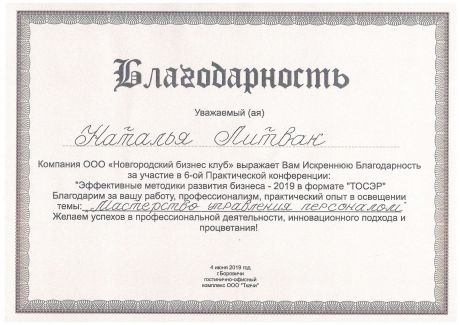 Благодарность
Уважаемый (ая)
Наталья Литван
Компания ООО «Новгородский бизнес клуб» выражает Вам Искреннюю Благодарность
за участие в 6-ой Практической конференции:
"Эффективные методики развития бизнеса - 2019 в формате "ТОСЭР"
Благодарим за вашу работу, профессионализм, практический опыт в освещении
темы: „Мастерство управления персоналом"
Желаем успехов в профессиональной деятельности, инновационного подхода и
процветания!
4 июня 2019 год
г.Боровичи
гостинично-офисный
комплекс ООО "Ткачи"